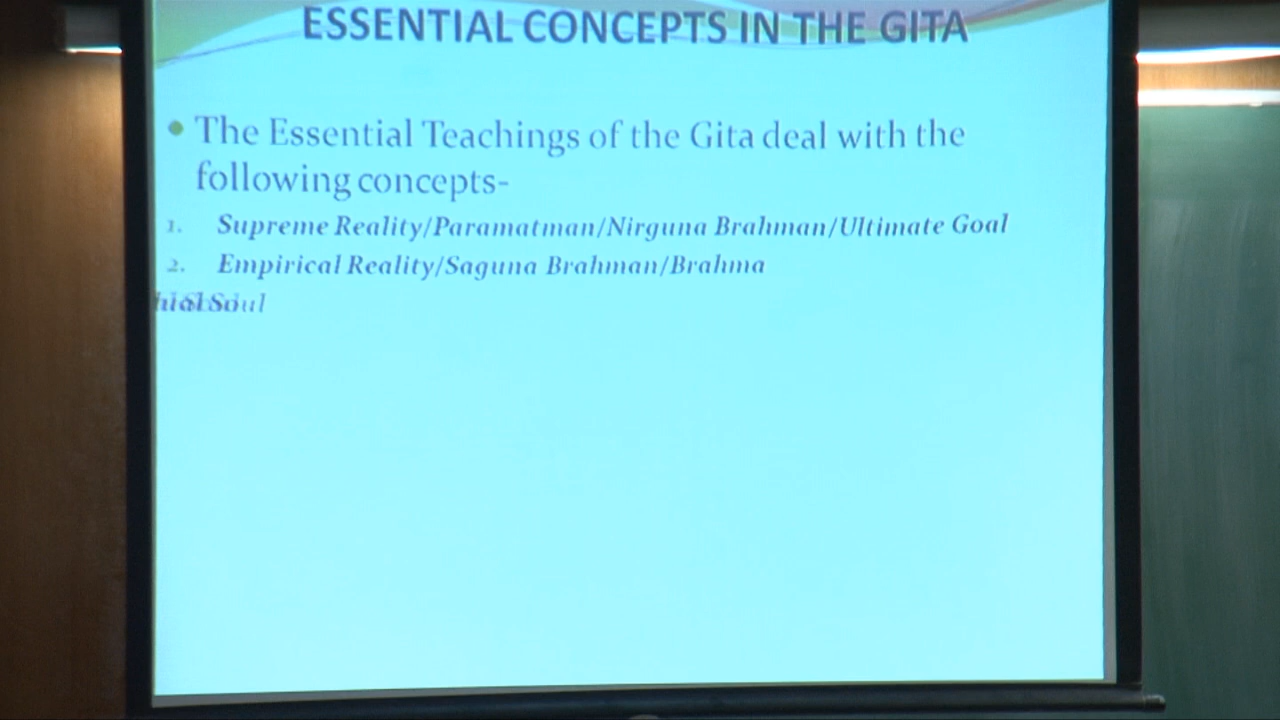 ESSENTIAL CONCEPTS IN THE GITA
• The Essential Teachings of the Gita deal with the
following concepts-
1. Supreme Reality/Paramatman/Nirguna Brahman/Ultimate Goal
2. Empirical Reality/Saguna Brahman/Brahma
Soul